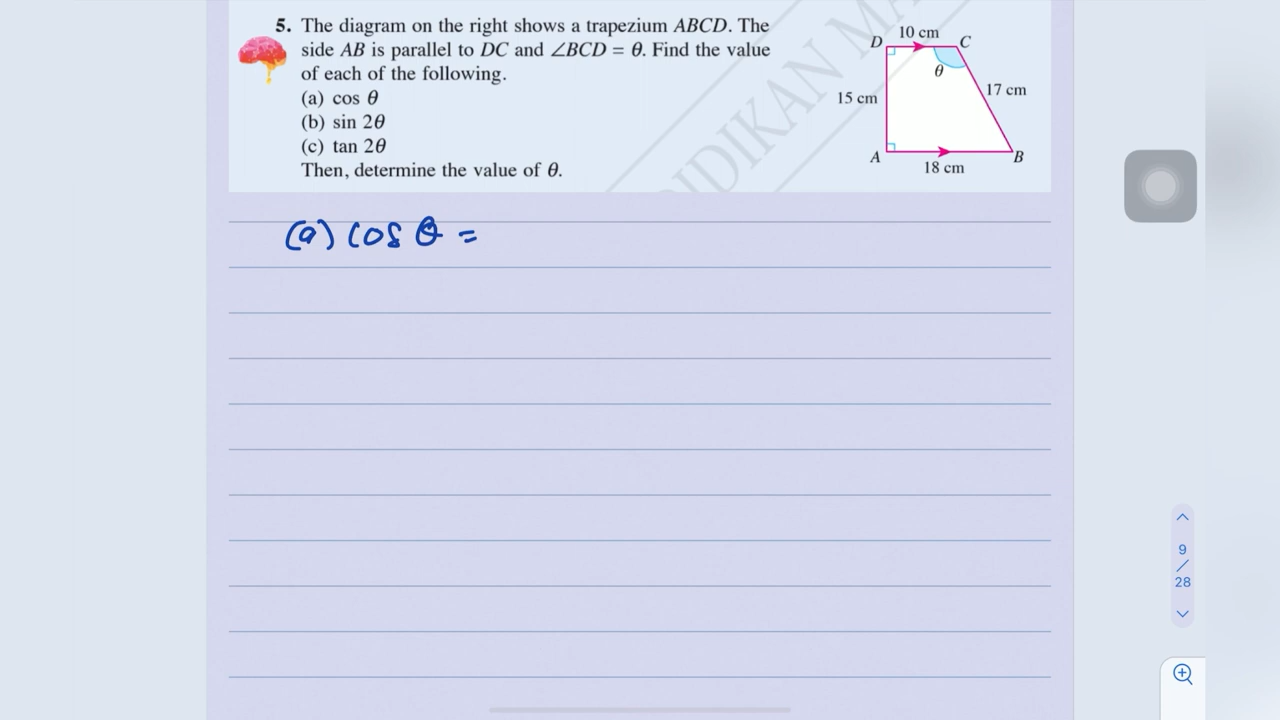 5. The diagram on the right shows a trapezium ABCD. The
side AB is parallel to DC and ∠BCD = θ. Find the value
of each of the following.
(a) cos θ
(b) sin 2θ
(c) tan 2θ
Then, determine the value of θ.
10 cm
D
C
θ
15 cm
17 cm
A
B
18 cm
DIKAN MA
(a) cos θ =
9
/
28